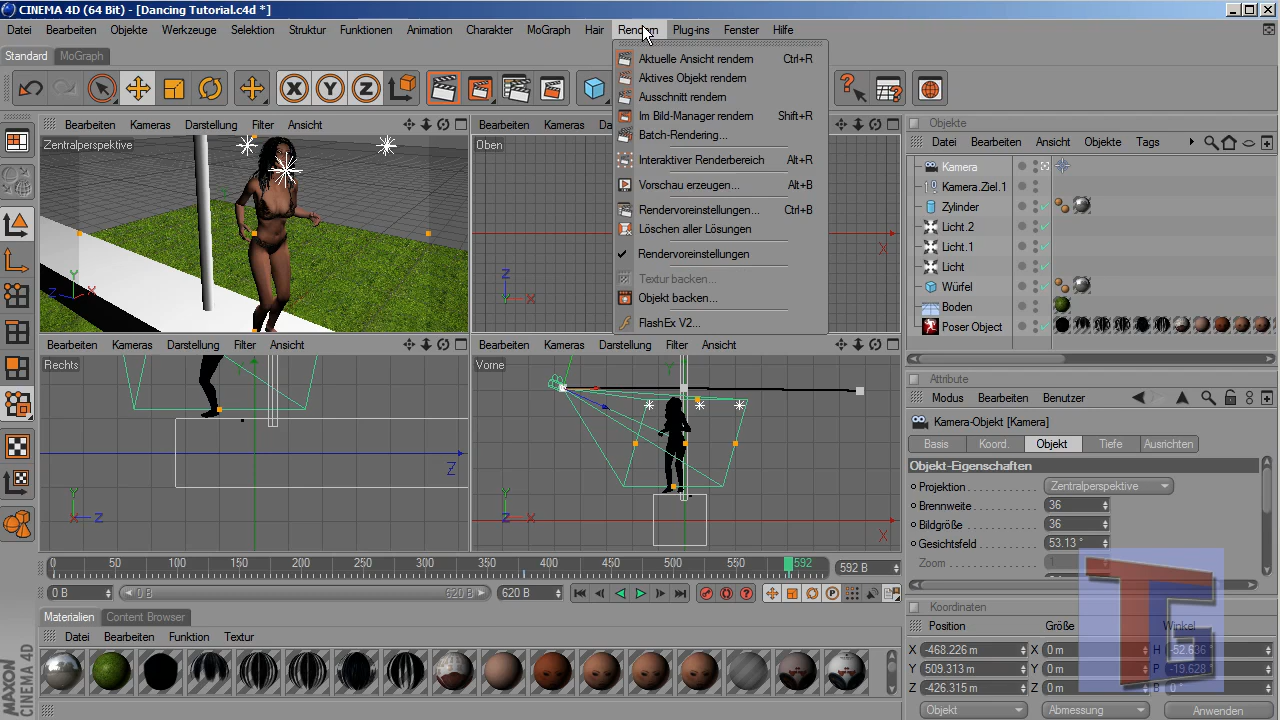 CINEMA 4D (64 Bit) - [Dancing Tutorial.c4d *]
Datei Bearbeiten Objekte Werkzeuge Selektion Struktur Funktionen Animation Charakter MoGraph Hair Rendern Plug-ins Fenster Hilfe
Standard MoGraph
X Y Z
Aktuelle Ansicht rendern Ctrl+R
Aktives Objekt rendern
Ausschnitt rendern
Im Bild-Manager rendern Shift+R
Batch-Rendering...
Interaktiver Renderbereich Alt+R
Vorschau erzeugen... Alt+B
Rendervoreinstellungen... Ctrl+B
Löschen aller Lösungen
Rendervoreinstellungen
Textur backen...
Objekt backen...
FlashEx V2...
Bearbeiten Kameras Darstellung Filter Ansicht
Zentralperspektive
Y
Z X
Bearbeiten Kameras Da
Oben
X
Z
X
Bearbeiten Kameras Darstellung Filter Ansicht
Rechts
Z
Y
X Z
Bearbeiten Kameras Darstellung Filter Ansicht
Vorne
Y
X
Y
Z X
Objekte
Datei Bearbeiten Ansicht Objekte Tags
Kamera
Kamera.Ziel.1
Zylinder
Licht.2
Licht.1
Licht
Würfel
Boden
Poser Object
Attribute
Modus Bearbeiten Benutzer
Kamera-Objekt [Kamera]
Basis Koord. Objekt Tiefe Ausrichten
Objekt-Eigenschaften
Projektion Zentralperspektive
Brennweite 36
Bildgröße 36
Gesichtsfeld 53.13 °
Zoom 1
0 50 100 150 200 250 300 350 400 450 500 550 592
592 B
0 B 0 B 620 B 620 B
P
Materialien Content Browser
Datei Bearbeiten Funktion Textur
Koordinaten
Position Größe Winkel
X -468.226 m X 0 m H -52.636 °
Y 509.313 m Y 0 m P -19.628 °
Z -426.315 m Z 0 m B 0 °
Objekt Abmessung Anwenden
MAXON
CINEMA 4D
TG